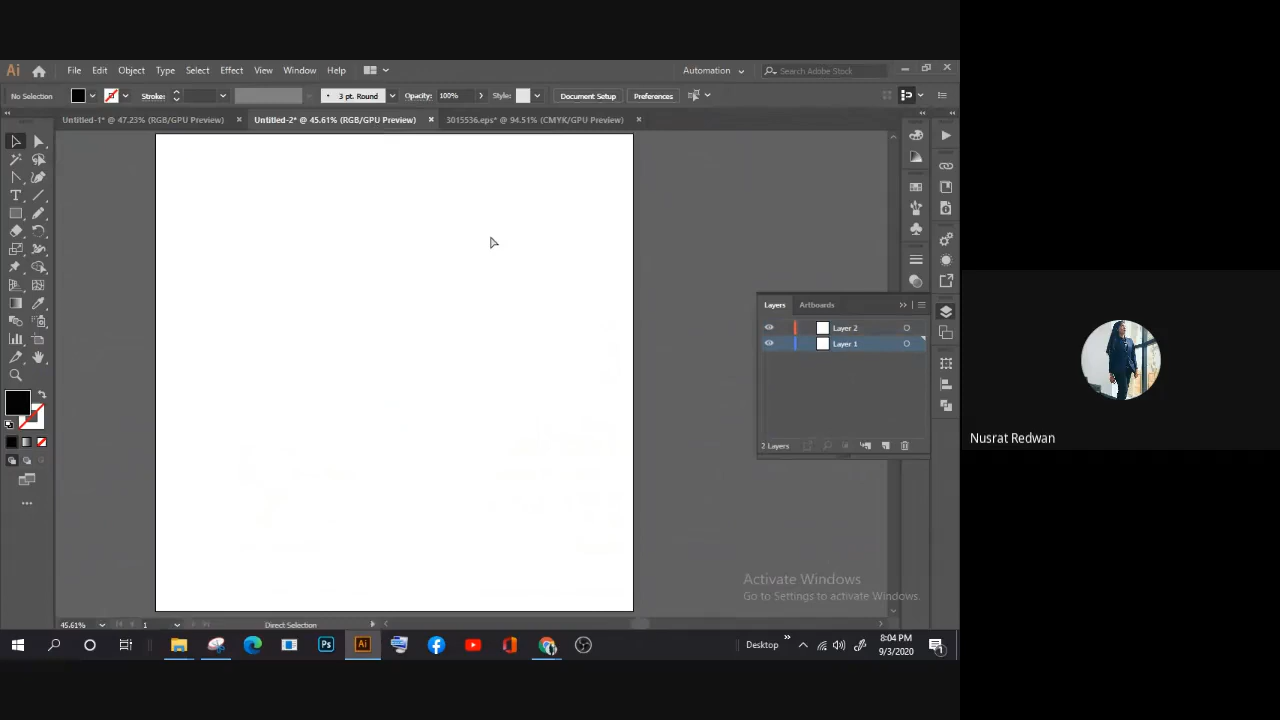 Ai File Edit Object Type Select Effect View Window Help Automation Search Adobe Stock
No Selection Stroke: 3 pt. Round Opacity: 100% Style: Document Setup Preferences
Untitled-1* @ 47.23% (RGB/GPU Preview) Untitled-2* @ 45.61% (RGB/GPU Preview) 3015536.eps* @ 94.51% (CMYK/GPU Preview)
Layers Artboards
Layer 2
Layer 1
2 Layers
Nusrat Redwan
Activate Windows
Go to Settings to activate Windows.
45.61% 1 Direct Selection
Ps Ai Desktop 8:04 PM
9/3/2020